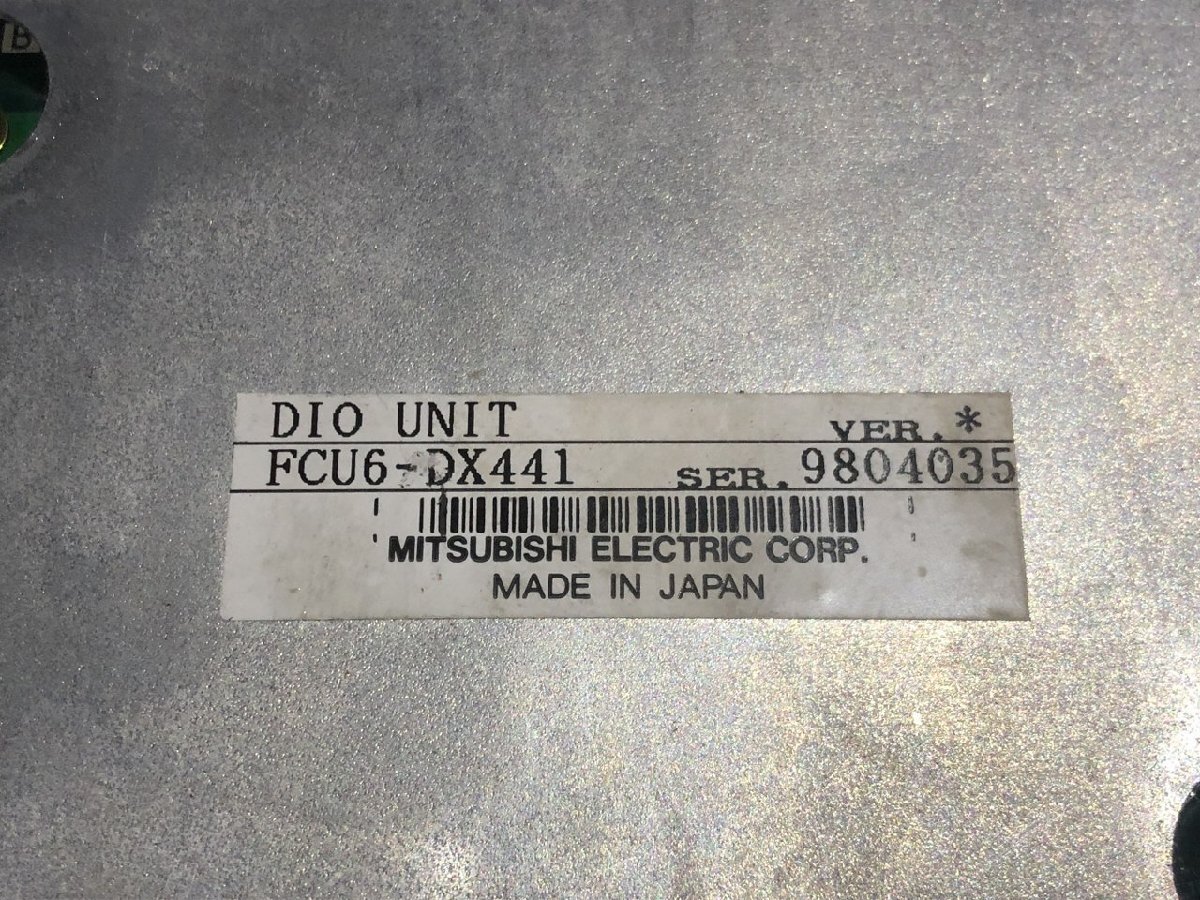 B
DIO UNIT VER. *
FCU6-DX441 SER. 9804035
MITSUBISHI ELECTRIC CORP.
MADE IN JAPAN